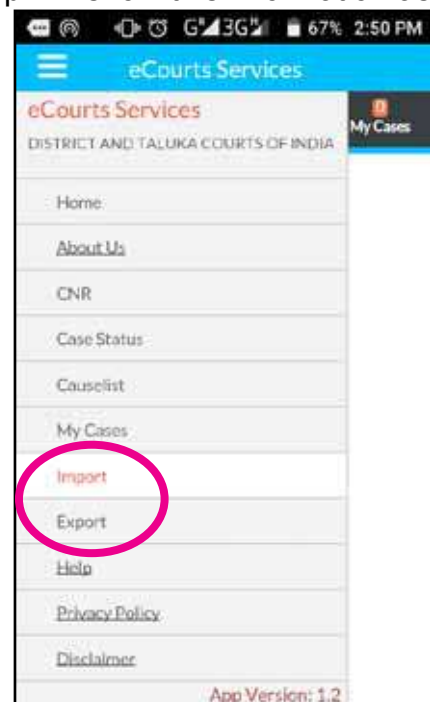 G 3G 67% 2:50 PM
eCourts Services
eCourts Services
DISTRICT AND TALUKA COURTS OF INDIA
0
My Cases
Home
About Us
CNR
Case Status
Causelist
My Cases
Import
Export
Help
Privacy Policy
Disclaimer
App Version: 1.2